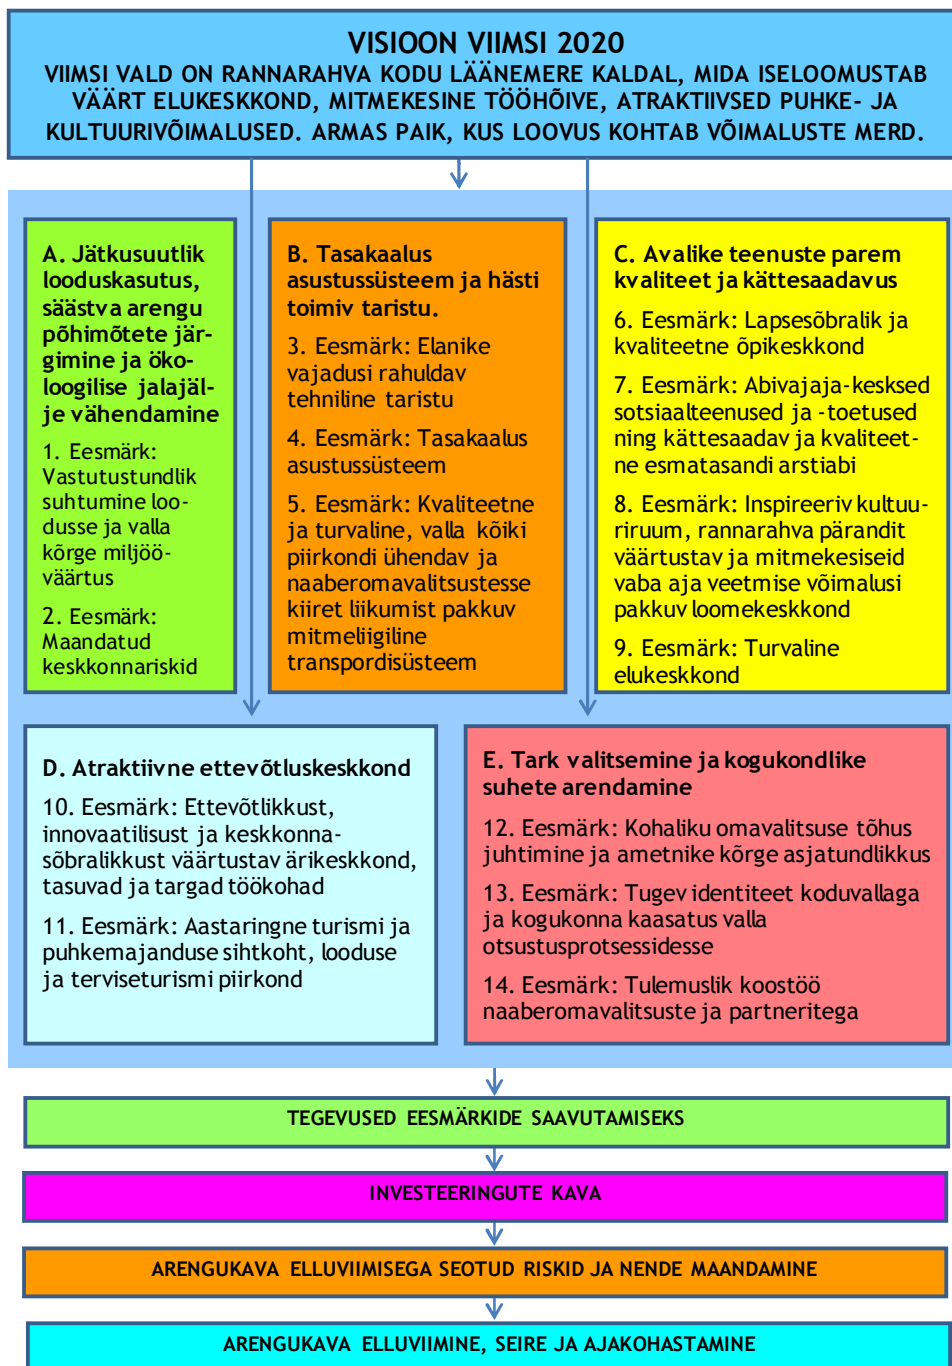 VISIOON VIIMSI 2020
VIIMSI VALD ON RANNARAHVA KODU LÄÄNEMERE KALDAL, MIDA ISELOOMUSTAB
VÄÄRT ELUKESKKOND, MITMEKESINE TÖÖHÕIVE, ATRAKTIIVSED PUHKE- JA
KULTUURIVÕIMALUSED. ARMAS PAIK, KUS LOOVUS KOHTAB VÕIMALUSTE MERD.
A. Jätkusuutlik
looduskasutus,
säästva arengu
põhimõtete jär-
gimine ja öko-
loogilise jalajäl-
je vähendamine
1. Eesmärk:
Vastutustundlik
suhtumine loo-
dusse ja valla
kõrge miljöö-
väärtus
2. Eesmärk:
Maandatud
keskkonnariskid
B. Tasakaalus
asustussüsteem ja hästi
toimiv taristu.
3. Eesmärk: Elanike
vajadusi rahuldav
tehniline taristu
4. Eesmärk: Tasakaalus
asustussüsteem
5. Eesmärk: Kvaliteetne
ja turvaline, valla kõiki
piirkondi ühendav ja
naaberomavalitsustesse
kiiret liikumist pakkuv
mitmeliigiline
transpordisüsteem
C. Avalike teenuste parem
kvaliteet ja kättesaadavus
6. Eesmärk: Lapsesõbralik ja
kvaliteetne õpikeskkond
7. Eesmärk: Abivajaja-kesksed
sotsiaalteenused ja -toetused
ning kättesaadav ja kvaliteet-
ne esmatasandi arstiabi
8. Eesmärk: Inspireeriv kultuu-
riruum, rannarahva pärandit
väärtustav ja mitmekesiseid
vaba aja veetmise võimalusi
pakkuv loomekeskkond
9. Eesmärk: Turvaline
elukeskkond
D. Atraktiivne ettevõtluskeskkond
10. Eesmärk: Ettevõtlikkust,
innovaatilisust ja keskkonna-
sõbralikkust väärtustav ärikeskkond,
tasuvad ja targad töökohad
11. Eesmärk: Aastaringne turismi ja
puhkemajanduse sihtkoht, looduse
ja terviseturismi piirkond
E. Tark valitsemine ja kogukondlike
suhete arendamine
12. Eesmärk: Kohaliku omavalitsuse tõhus
juhtimine ja ametnike kõrge asjatundlikkus
13. Eesmärk: Tugev identiteet koduvallaga
ja kogukonna kaasatus valla
otsustusprotsessidesse
14. Eesmärk: Tulemuslik koostöö
naaberomavalitsuste ja partneritega
TEGEVUSED EESMÄRKIDE SAAVUTAMISEKS
INVESTEERINGUTE KAVA
ARENGUKAVA ELLUVIIMISEGA SEOTUD RISKID JA NENDE MAANDAMINE
ARENGUKAVA ELLUVIIMINE, SEIRE JA AJAKOHASTAMINE